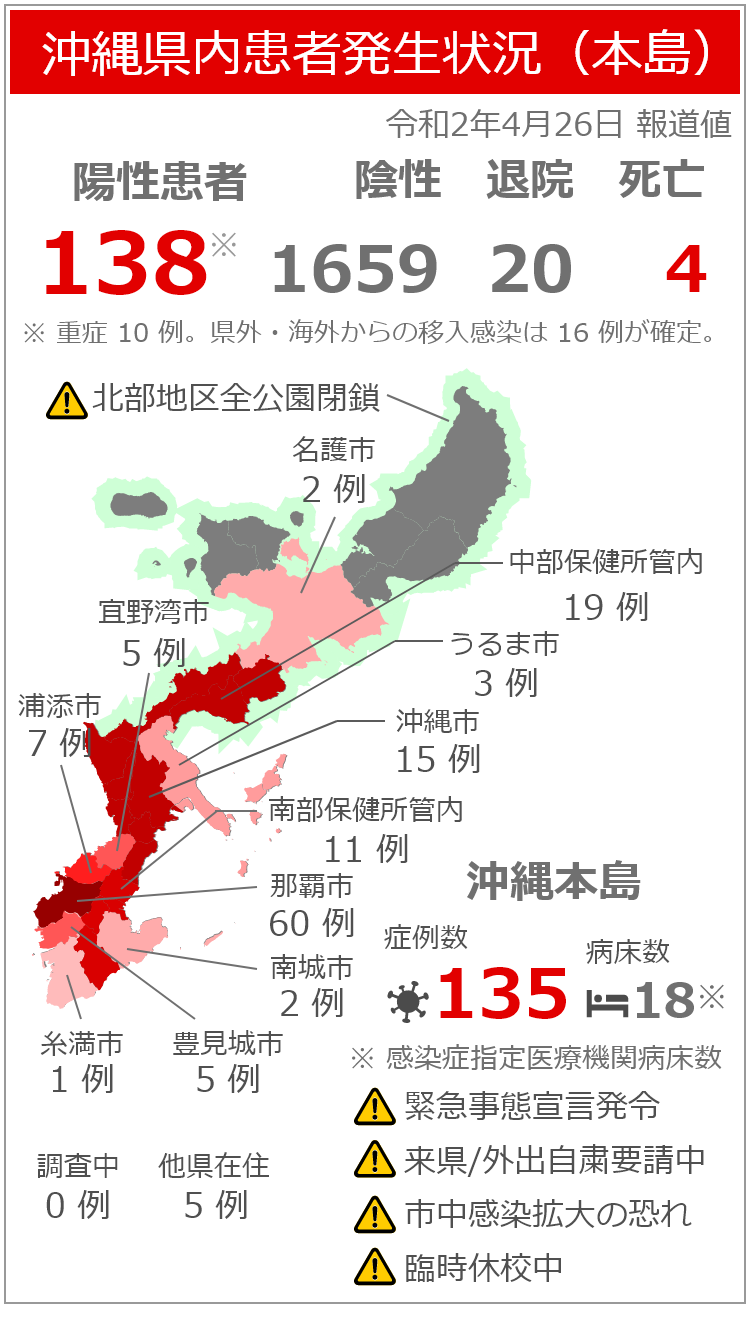 沖縄県内患者発生状況（本島）
令和2年4月26日 報道値
陽性患者 陰性 退院 死亡
138※ 1659 20 4
※ 重症 10 例。県外・海外からの移入感染は 16 例が確定。
北部地区全公園閉鎖
名護市
2 例
中部保健所管内
19 例
宜野湾市
5 例
うるま市
3 例
浦添市
7 例
沖縄市
15 例
南部保健所管内
11 例
那覇市
60 例
南城市
2 例
糸満市
1 例
豊見城市
5 例
調査中
0 例
他県在住
5 例
沖縄本島
症例数
135
病床数
18※
※ 感染症指定医療機関病床数
緊急事態宣言発令
来県/外出自粛要請中
市中感染拡大の恐れ
臨時休校中